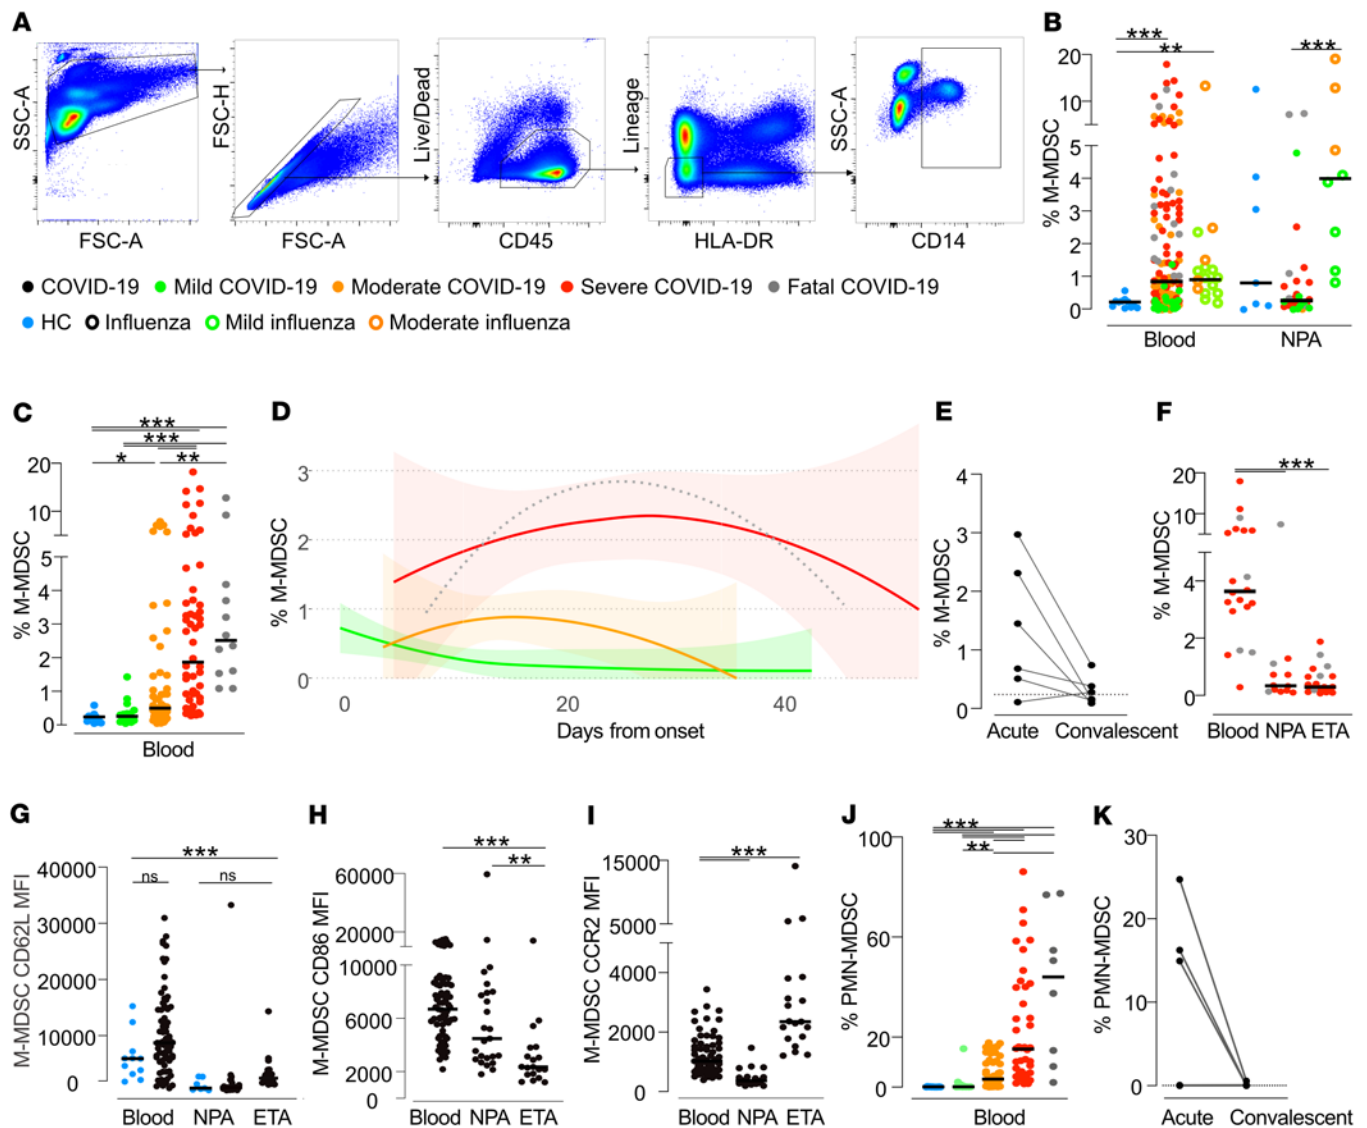 A
SSC-A
FSC-A
FSC-H
FSC-A
Live/Dead
CD45
Lineage
HLA-DR
SSC-A
CD14
COVID-19 Mild COVID-19 Moderate COVID-19 Severe COVID-19 Fatal COVID-19
HC Influenza Mild influenza Moderate influenza
B
% M-MDSC
***
**
***
20
10
5
4
3
2
1
0
Blood NPA
C
% M-MDSC
***
***
* **
20
10
5
4
3
2
1
0
Blood
D
% M-MDSC
3
2
1
0
0 20 40
Days from onset
E
% M-MDSC
4
3
2
1
0
Acute Convalescent
F
% M-MDSC
***
20
10
4
2
0
Blood NPA ETA
G
M-MDSC CD62L MFI
***
ns ns
40000
30000
20000
10000
0
Blood NPA ETA
H
M-MDSC CD86 MFI
***
**
60000
20000
10000
6000
2000
0
Blood NPA ETA
I
M-MDSC CCR2 MFI
***
15000
5000
4000
2000
0
Blood NPA ETA
J
% PMN-MDSC
***
**
100
60
20
0
Blood
K
% PMN-MDSC
30
20
10
0
Acute Convalescent